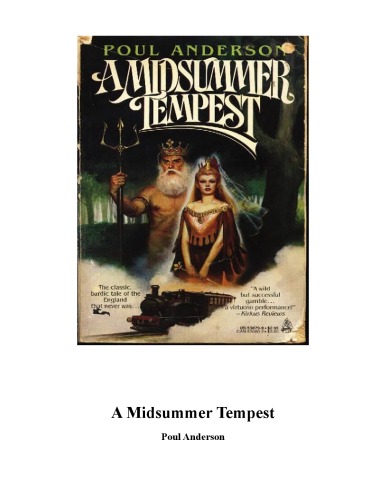 POUL ANDERSON
A MIDSUMMER
TEMPEST
The classic,
bardic tale of the
England
that never was...
"A wild
but successful
gamble...
a virtuoso performance!"
- Kirkus Reviews
A Midsummer Tempest
Poul Anderson